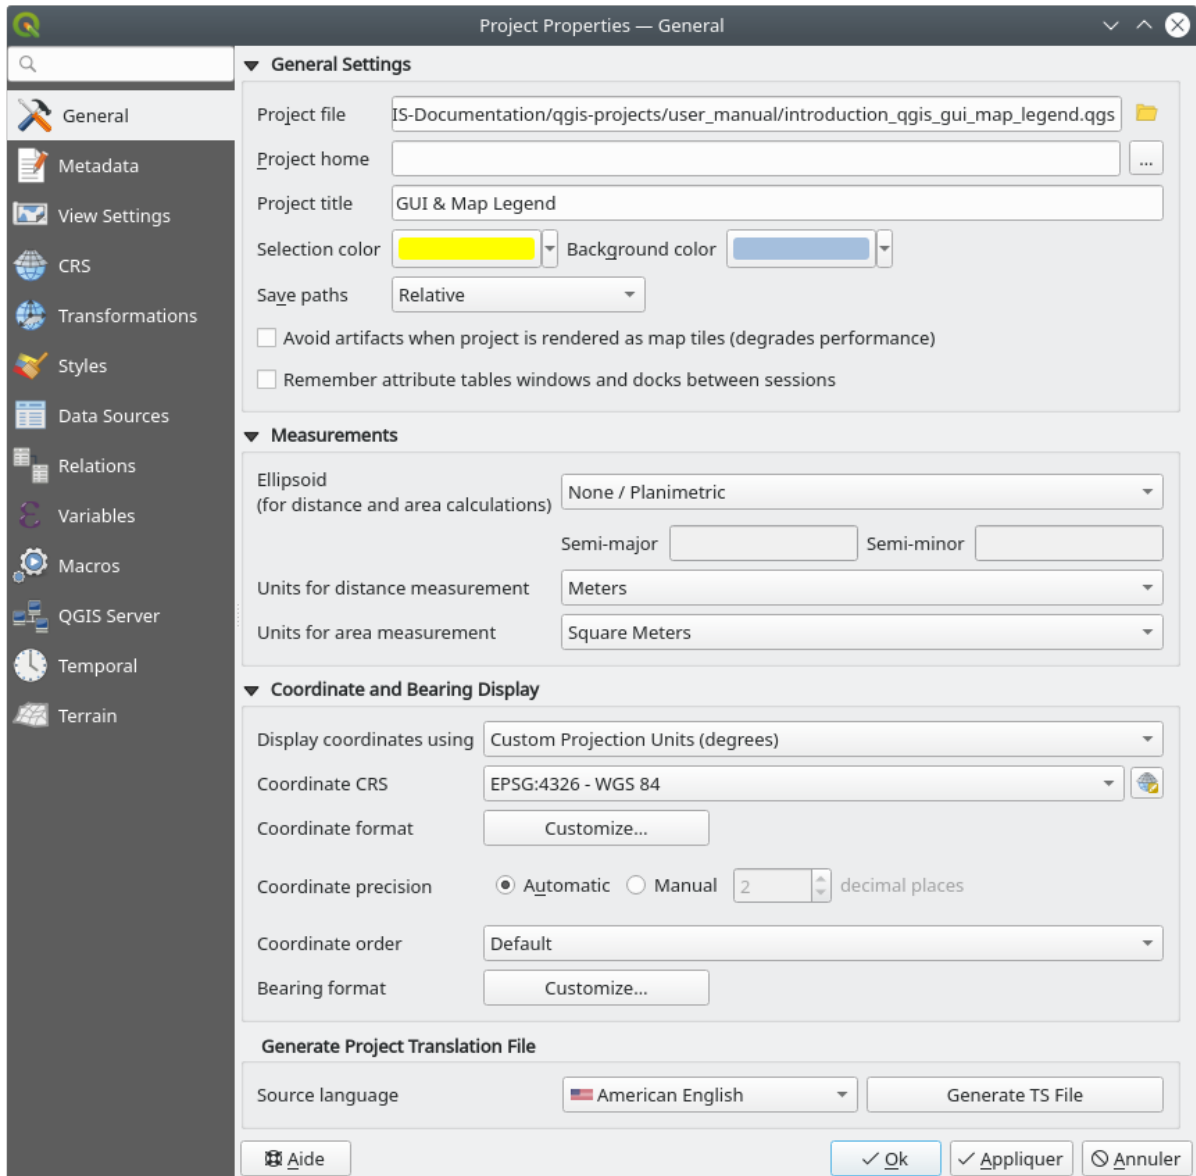 Project Properties — General
General
Metadata
View Settings
CRS
Transformations
Styles
Data Sources
Relations
Variables
Macros
QGIS Server
Temporal
Terrain
General Settings
Project file IS-Documentation/qgis-projects/user_manual/introduction_qgis_gui_map_legend.qgs
Project home ...
Project title GUI & Map Legend
Selection color Background color
Save paths Relative
Avoid artifacts when project is rendered as map tiles (degrades performance)
Remember attribute tables windows and docks between sessions
Measurements
Ellipsoid
(for distance and area calculations) None / Planimetric
Semi-major Semi-minor
Units for distance measurement Meters
Units for area measurement Square Meters
Coordinate and Bearing Display
Display coordinates using Custom Projection Units (degrees)
Coordinate CRS EPSG:4326 - WGS 84
Coordinate format Customize...
Coordinate precision Automatic Manual 2 decimal places
Coordinate order Default
Bearing format Customize...
Generate Project Translation File
Source language American English Generate TS File
Aide Ok Appliquer Annuler